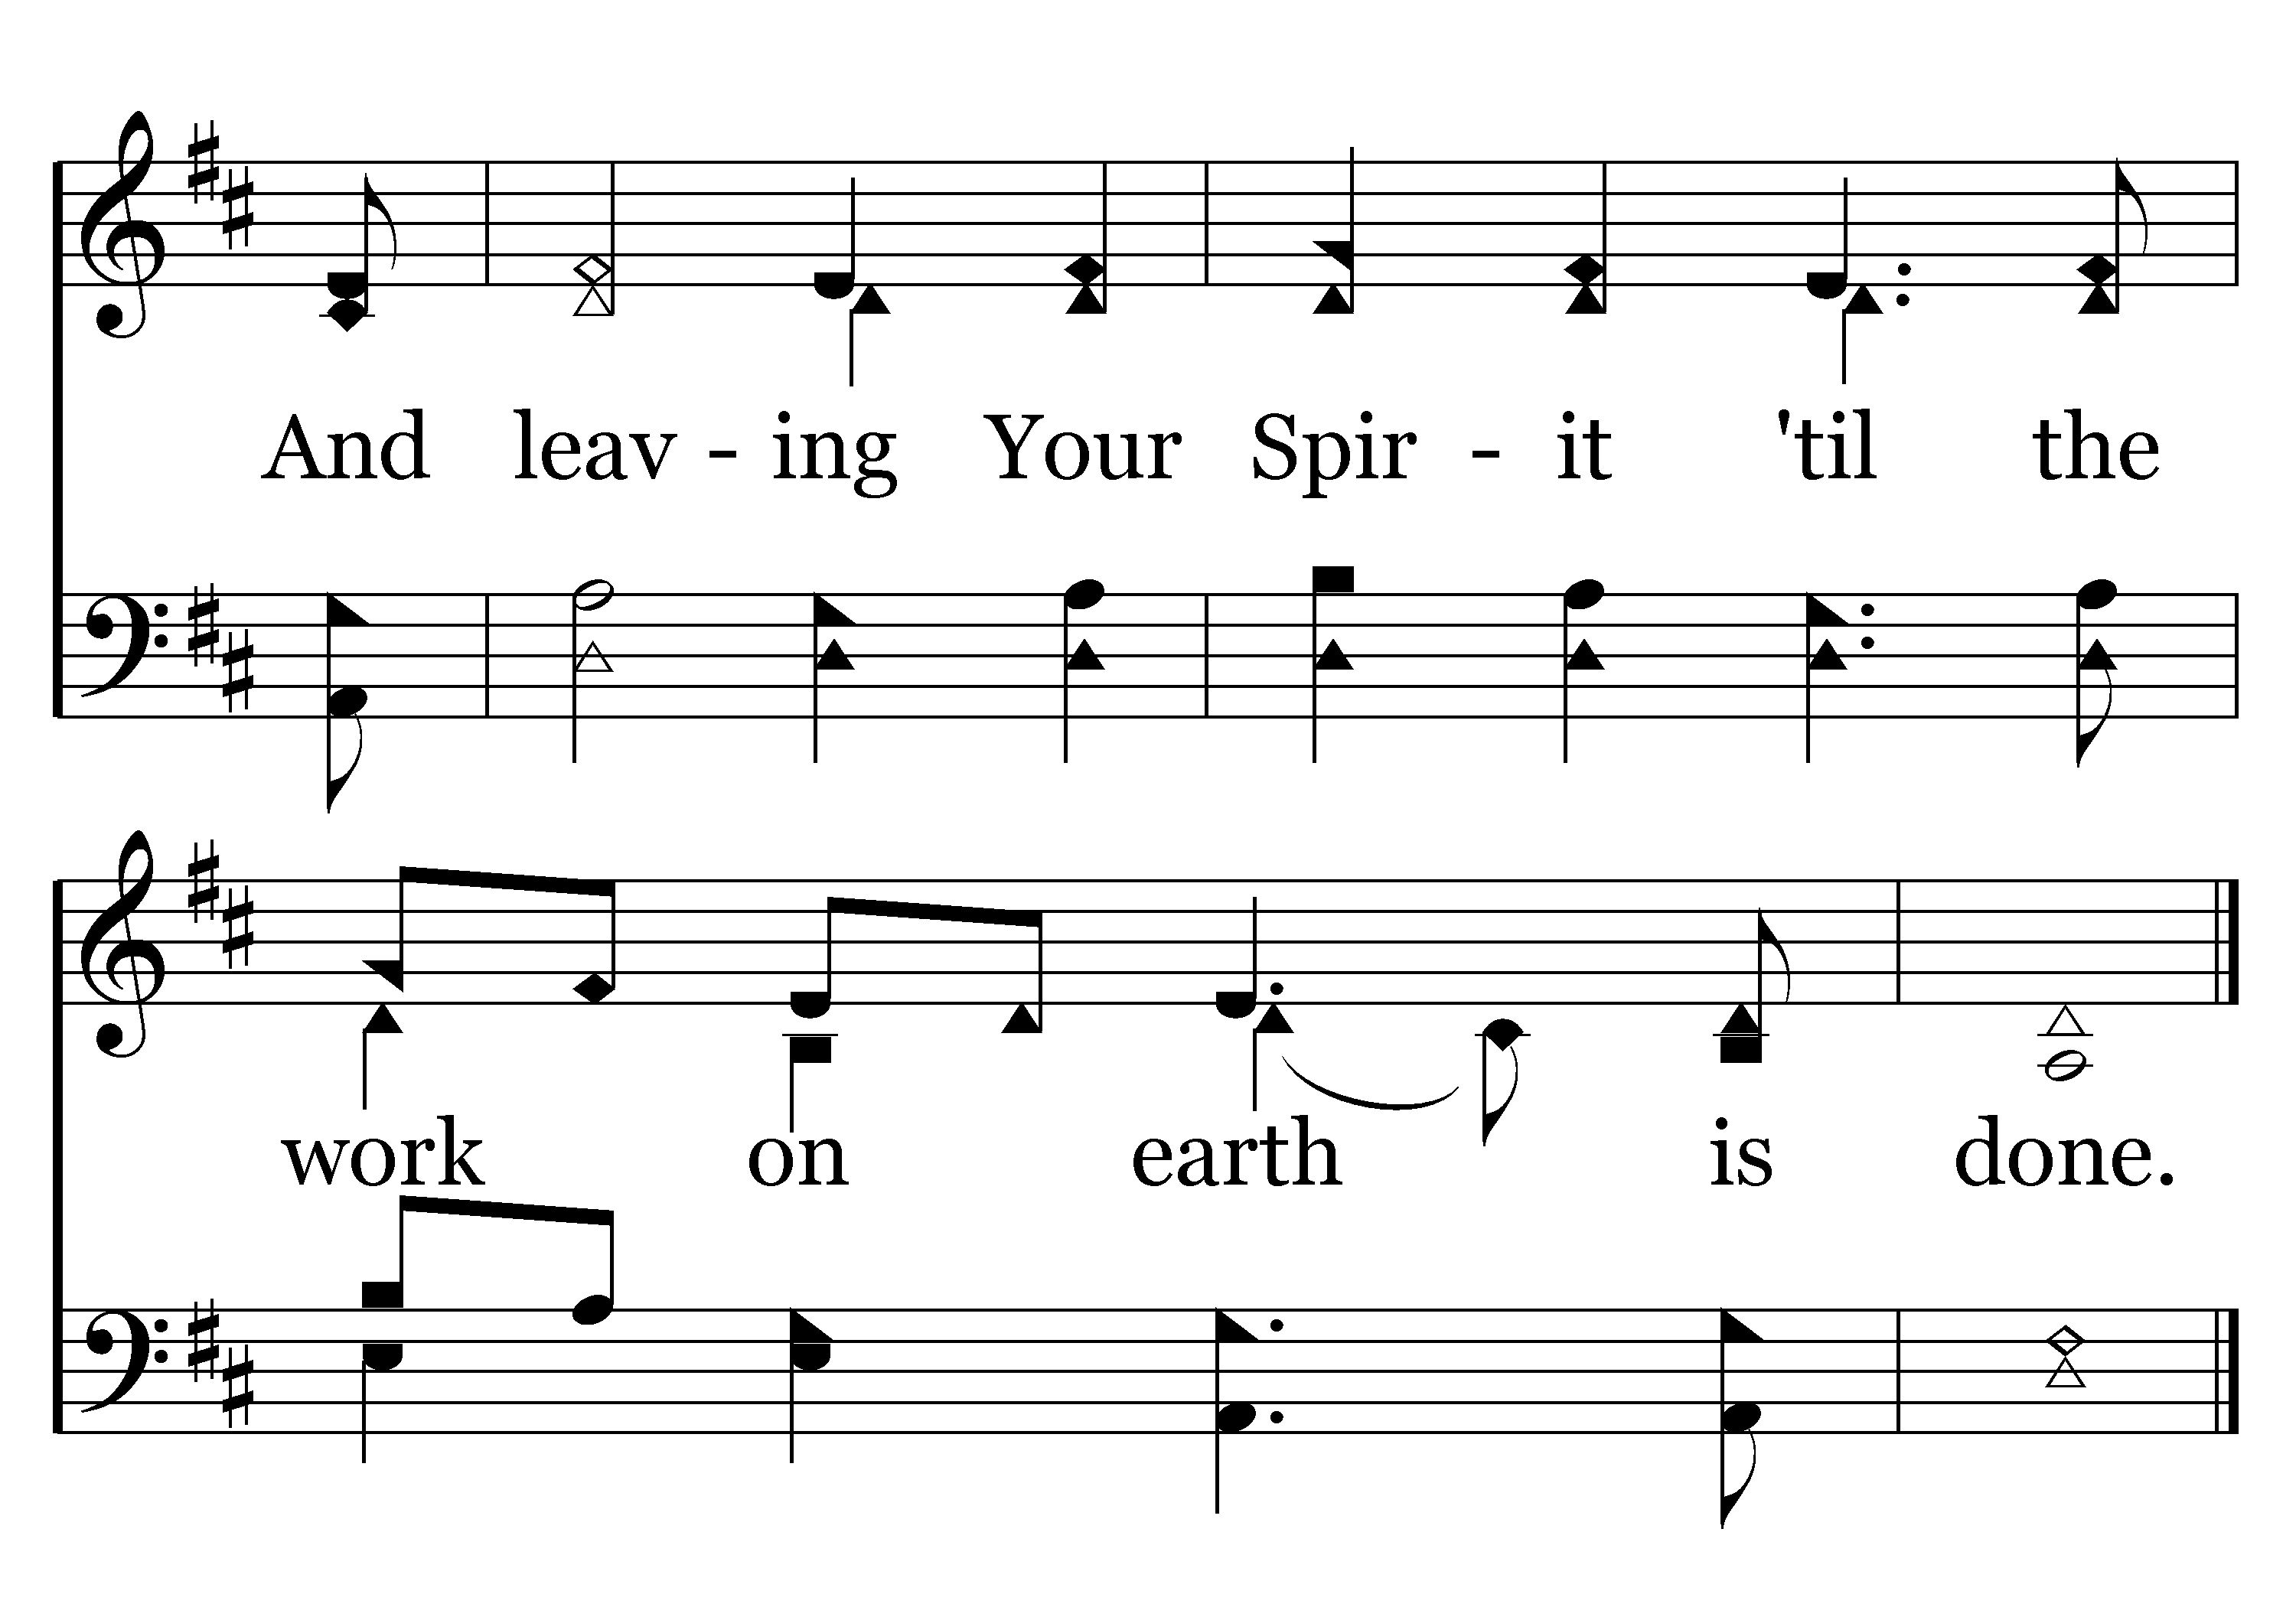 And leav - ing Your Spir - it 'til the
work on earth is done.